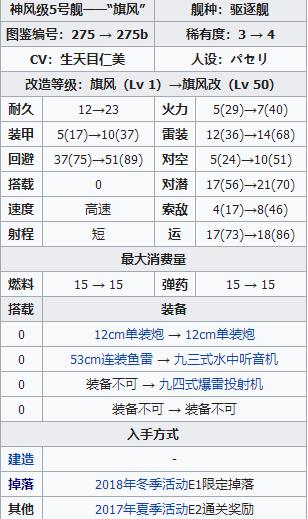 神风级5号舰——“旗风” 舰种：驱逐舰
图鉴编号：275 → 275b 稀有度：3 → 4
CV：生天目仁美 人设：パセリ
改造等级：旗风（Lv 1）→旗风改（Lv 50）
耐久 12→23 火力 5(29)→7(40)
装甲 5(17)→10(37) 雷装 12(36)→14(68)
回避 37(75)→51(89) 对空 5(24)→10(51)
搭载 0 对潜 17(56)→21(70)
速度 高速 索敌 4(17)→8(46)
射程 短 运 17(73)→18(86)
最大消费量
燃料 15 → 15 弹药 15 → 15
搭载 装备
0 12cm单装炮 → 12cm单装炮
0 53cm连装鱼雷 → 九三式水中听音机
0 装备不可 → 九四式爆雷投射机
0 装备不可 → 装备不可
入手方式
建造 -
掉落 2018年冬季活动E1限定掉落
其他 2017年夏季活动E2通关奖励